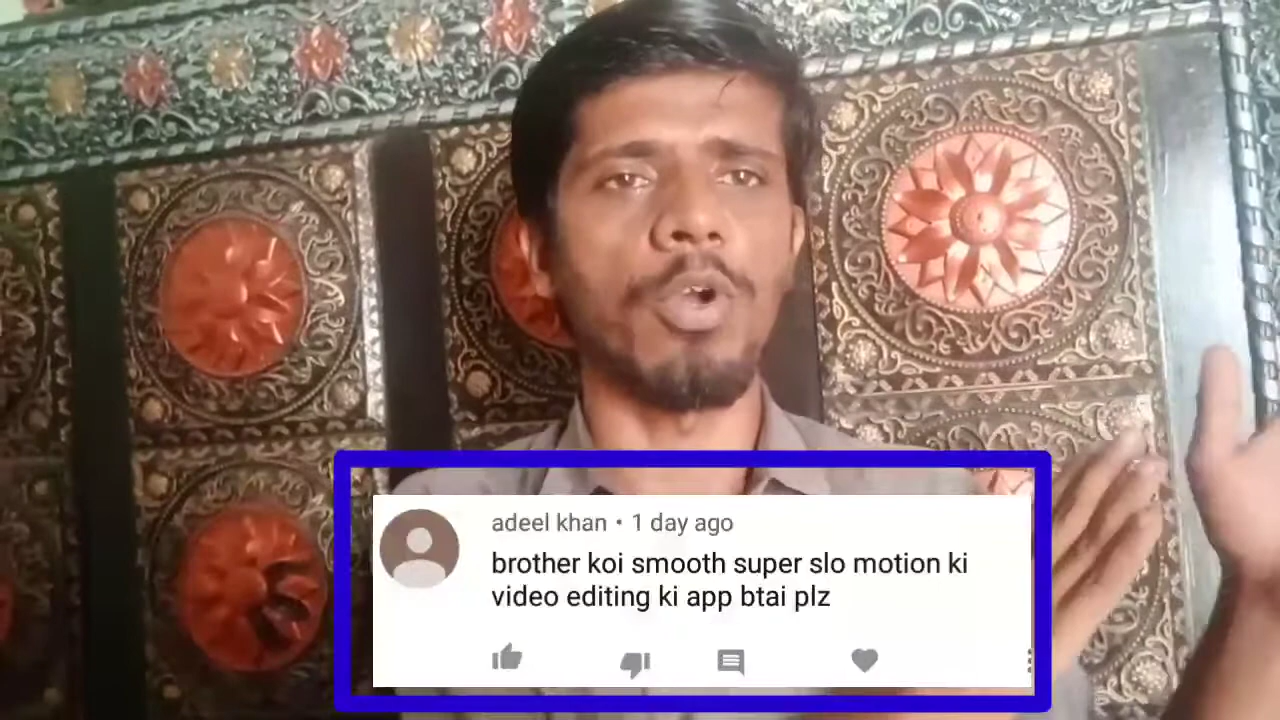 adeel khan • 1 day ago
brother koi smooth super slo motion ki
video editing ki app btai plz